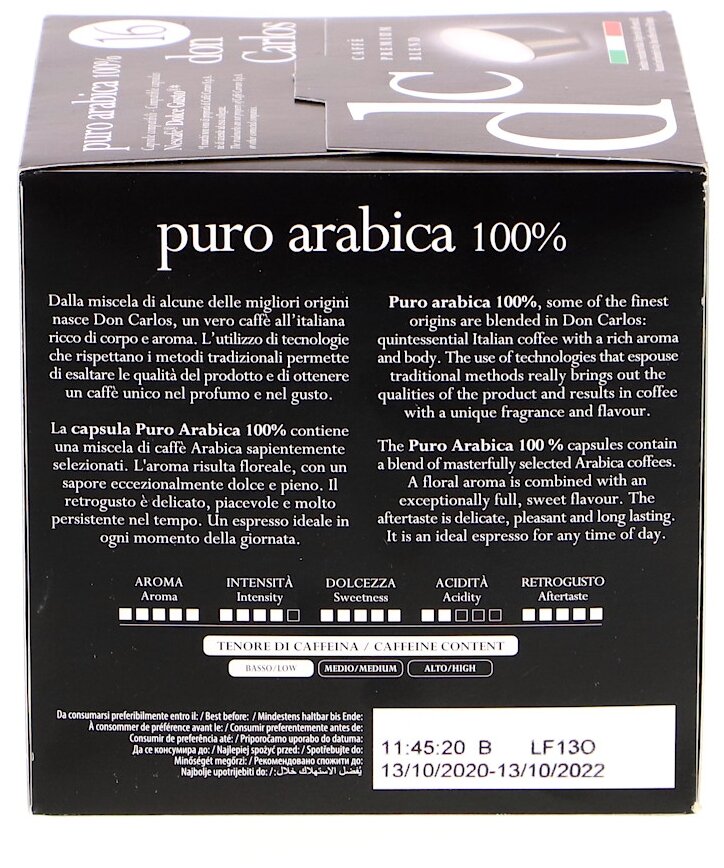 16
don
Carlos
puro arabica 100%
Nescafé® Dolce Gusto®*
CAFFÈ
PREMIUM
BLEND
dc
puro arabica 100%
Dalla miscela di alcune delle migliori origini
nasce Don Carlos, un vero caffè all'italiana
ricco di corpo e aroma. L'utilizzo di tecnologie
che rispettano i metodi tradizionali permette
di esaltare le qualità del prodotto e di ottenere
un caffè unico nel profumo e nel gusto.
La capsula Puro Arabica 100% contiene
una miscela di caffè Arabica sapientemente
selezionati. L'aroma risulta floreale, con un
sapore eccezionalmente dolce e pieno. Il
retrogusto è delicato, piacevole e molto
persistente nel tempo. Un espresso ideale in
ogni momento della giornata.
Puro arabica 100%, some of the finest
origins are blended in Don Carlos:
quintessential Italian coffee with a rich aroma
and body. The use of technologies that espouse
traditional methods really brings out the
qualities of the product and results in coffee
with a unique fragrance and flavour.
The Puro Arabica 100 % capsules contain
a blend of masterfully selected Arabica coffees.
A floral aroma is combined with an
exceptionally full, sweet flavour. The
aftertaste is delicate, pleasant and long lasting.
It is an ideal espresso for any time of day.
AROMA
Aroma
INTENSITÀ
Intensity
DOLCEZZA
Sweetness
ACIDITÀ
Acidity
RETROGUSTO
Aftertaste
TENORE DI CAFFEINA / CAFFEINE CONTENT
BASSO/LOW MEDIO/MEDIUM ALTO/HIGH
Da consumarsi preferibilmente entro il: / Best before: / Mindestens haltbar bis Ende:
À consommer de préférence avant le: / Consumir preferentemente antes de:
Consumir de preferência até: / Priporočamo uporabo do datuma:
Да се консумира до: / Najlepiej spożyć przed: / Spotřebujte do:
Minőségét megőrzi: / Рекомендовано спожити до:
Najbolje upotrijebiti do: / يُفضل الاستهلاك خلال:
11:45:20 B LF13O
13/10/2020-13/10/2022